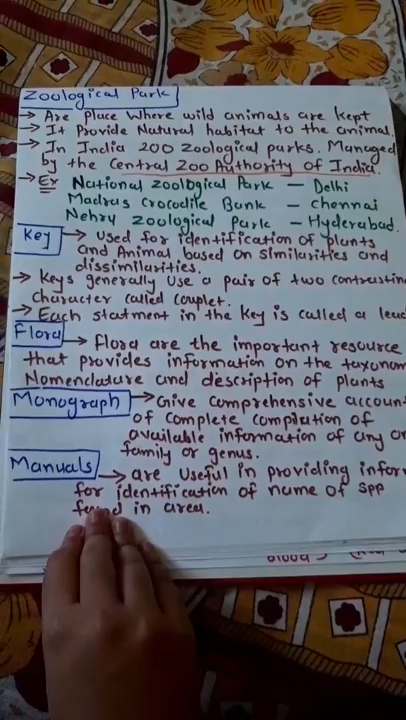 Zoological Park
→ Are Place Where wild animals are kept
→ It Provide Natural habitat to the animal.
→ In India 200 Zoological parks. Managed
by the Central Zoo Authority of India.
→ Ex National Zoological Park — Delhi
Madras crocodile Bank — Chennai
Nehru Zoological Park — Hyderabad.
Key → Used for identification of plants
and Animal based on similarities and
dissimilarities.
→ Keys generally Use a pair of two contrastin
character called couplet.
→ Each statment in the Key is called a lead
Flora → Flora are the important resource
that provides information on the taxonom
Nomenclature and description of plants
Monograph → Give comprehensive account
of complete compilation of
available information of any o
family or genus.
Manuals → are Useful in providing infor
for identification of name of spp
found in area.